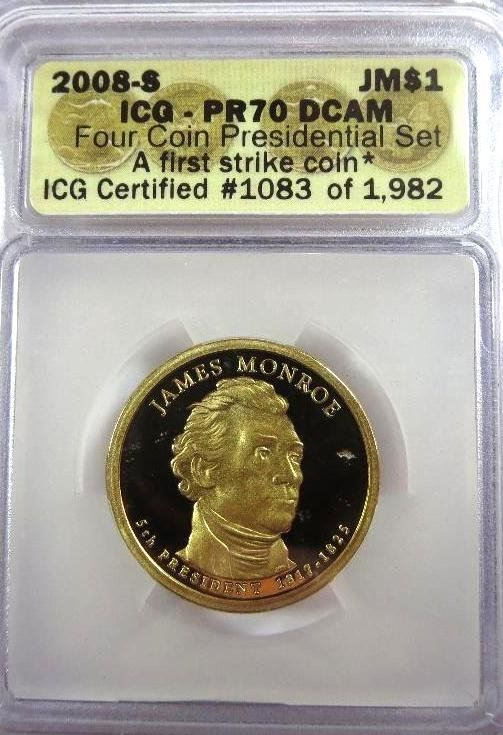 2008-S JM$1
ICG - PR70 DCAM
Four Coin Presidential Set
A first strike coin*
ICG Certified #1083 of 1,982
JAMES MONROE
5th PRESIDENT 1817-1825